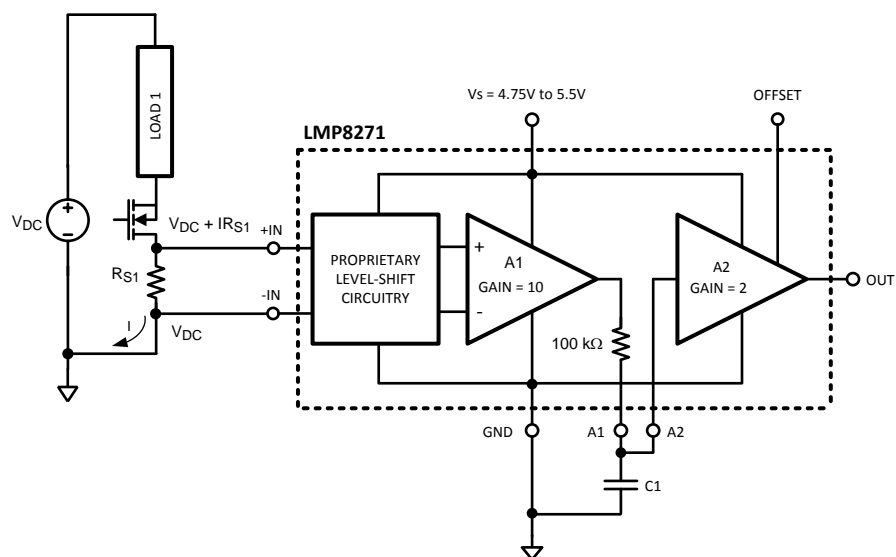 Vs = 4.75V to 5.5V
OFFSET
LMP8271
LOAD 1
+
VDC
-
VDC + IRS1
+IN
RS1
-IN
I
VDC
PROPRIETARY
LEVEL-SHIFT
CIRCUITRY
+
A1
GAIN = 10
-
A2
GAIN = 2
OUT
100 kΩ
GND
A1
A2
C1